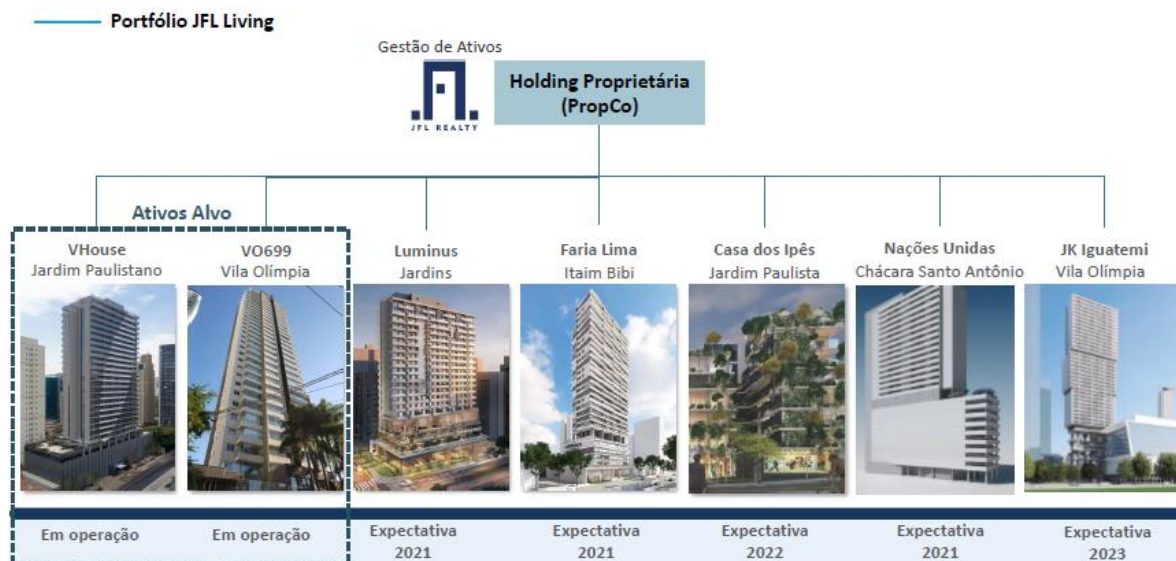 Portfólio JFL Living
Gestão de Ativos
JFL REALTY
Holding Proprietária
(PropCo)
Ativos Alvo
VHouse
Jardim Paulistano
VO699
Vila Olímpia
Luminus
Jardins
Faria Lima
Itaim Bibi
Casa dos Ipês
Jardim Paulista
Nações Unidas
Chácara Santo Antônio
JK Iguatemi
Vila Olímpia
Em operação
Em operação
Expectativa
2021
Expectativa
2021
Expectativa
2022
Expectativa
2021
Expectativa
2023